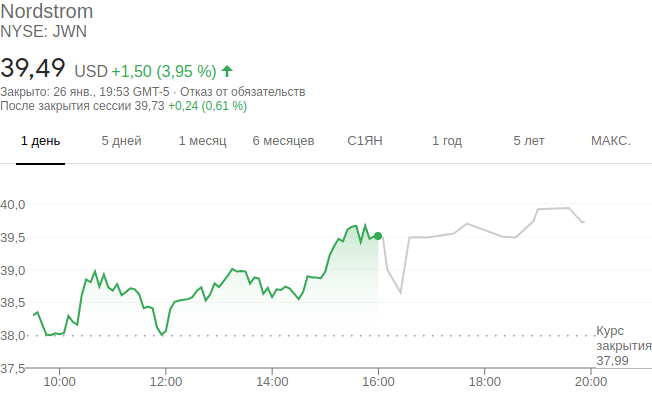 Nordstrom
NYSE: JWN
39,49 USD +1,50 (3,95 %)
Закрыто: 26 янв., 19:53 GMT-5 · Отказ от обязательств
После закрытия сессии 39,73 +0,24 (0,61 %)
1 день 5 дней 1 месяц 6 месяцев С1ЯН 1 год 5 лет МАКС.
40,0
39,5
39,0
38,5
38,0
37,5
Курс
закрытия
37,99
10:00 12:00 14:00 16:00 18:00 20:00